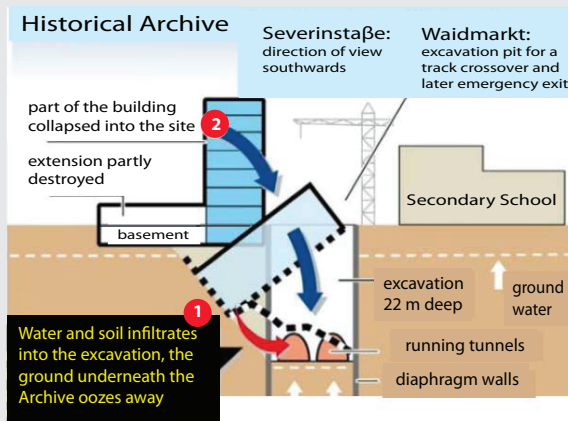 Historical Archive
Severinstaße:
direction of view
southwards
Waidmarkt:
excavation pit for a
track crossover and
later emergency exit
part of the building
collapsed into the site
2
extension partly
destroyed
basement
Secondary School
excavation
22 m deep
ground
water
1
Water and soil infiltrates
into the excavation, the
ground underneath the
Archive oozes away
running tunnels
diaphragm walls